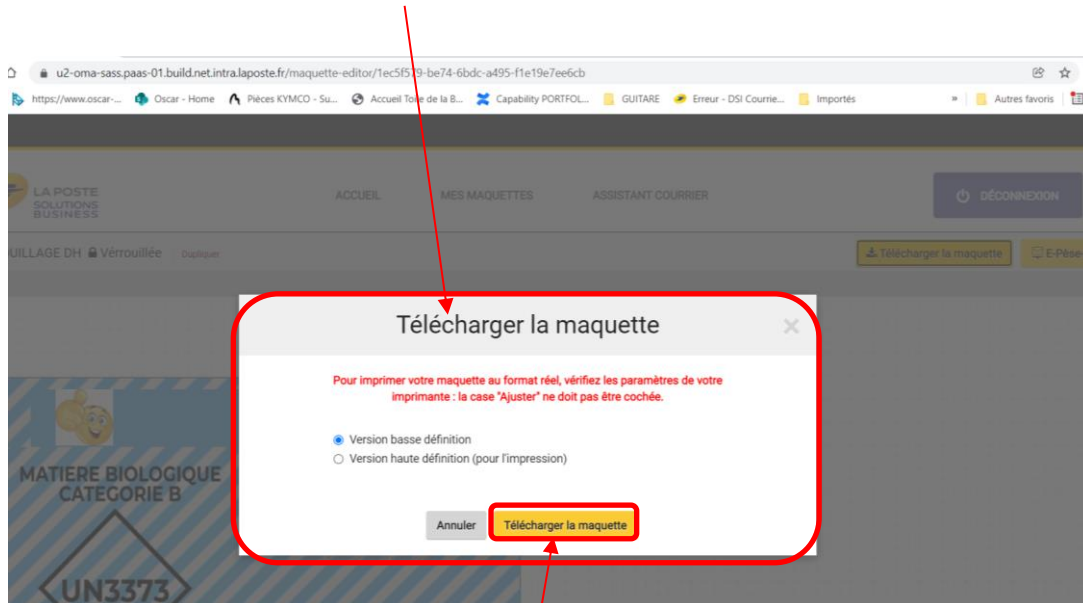 u2-oma-sass.paas-01.build.net.intra.laposte.fr/maquette-editor/1ec5f579-be74-6bdc-a495-f1e19e7ee6cb
https://www.oscar-... Oscar - Home Pièces KYMCO - Su... Accueil Toile de la B... Capability PORTFOL... GUITARE Erreur - DSI Courrie... Importés » Autres favoris
LA POSTE
SOLUTIONS
BUSINESS
ACCUEIL MES MAQUETTES ASSISTANT COURRIER DÉCONNEXION
UILLAGE DH Vérrouillée Dupliquer Télécharger la maquette E-Pèse
Télécharger la maquette ×
Pour imprimer votre maquette au format réel, vérifiez les paramètres de votre
imprimante : la case "Ajuster" ne doit pas être cochée.
Version basse définition
Version haute définition (pour l'impression)
Annuler Télécharger la maquette
MATIERE BIOLOGIQUE
CATEGORIE B
UN3373